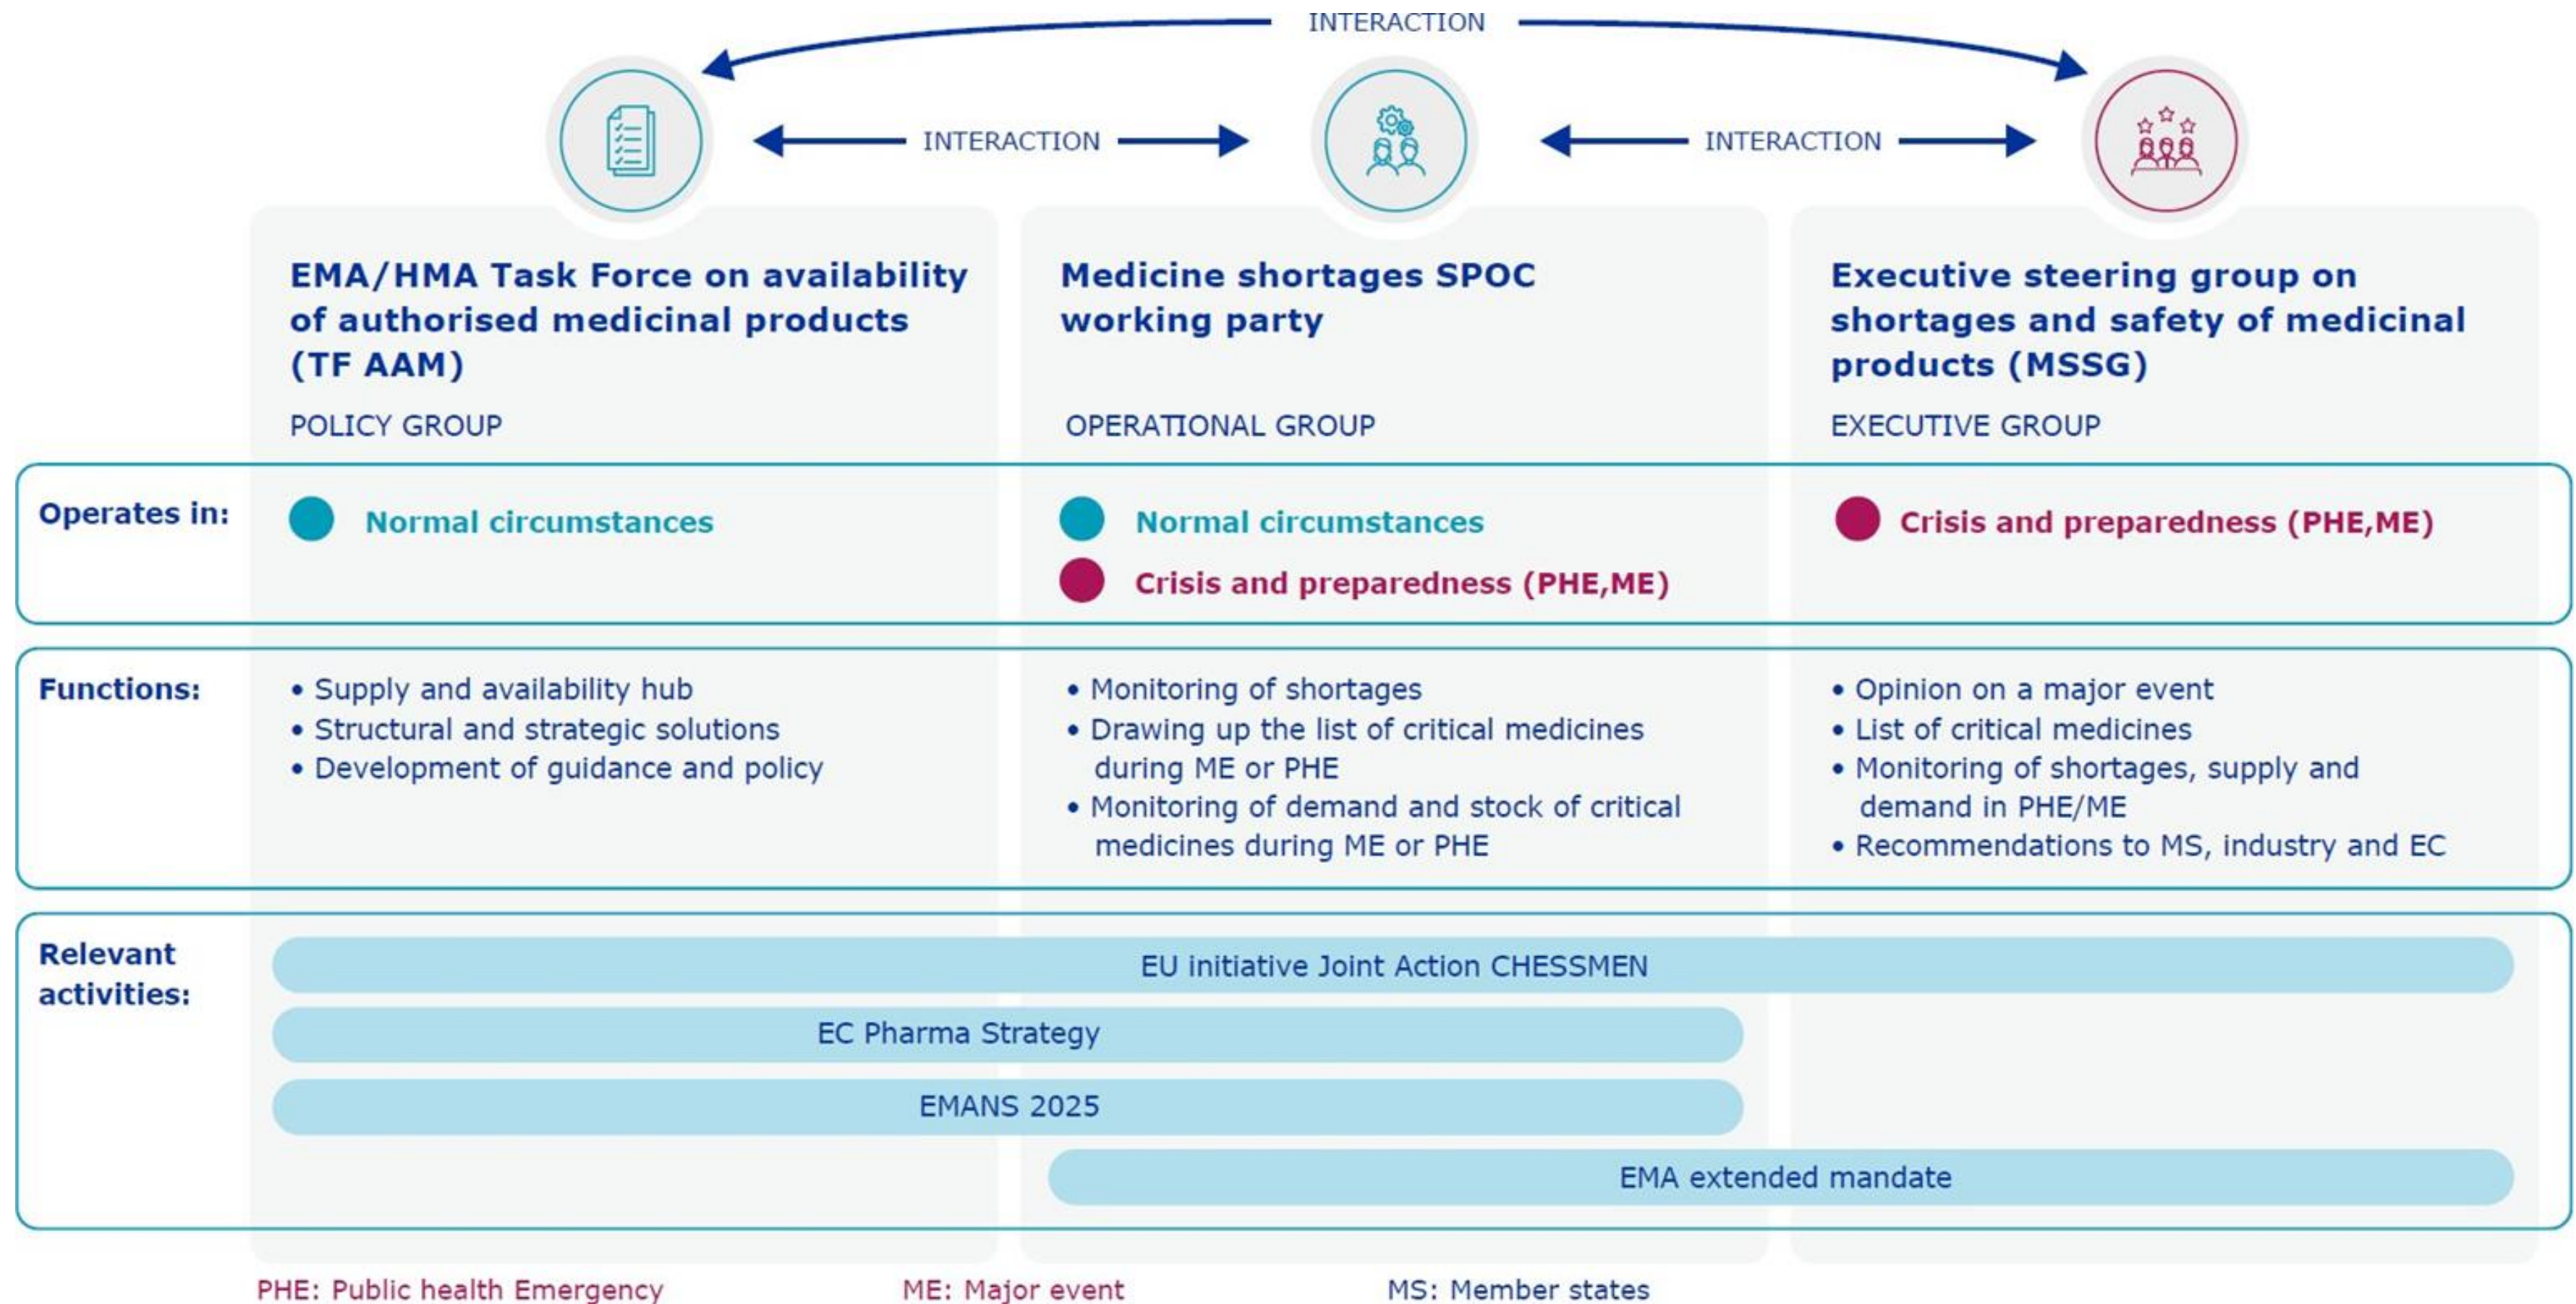 INTERACTION
INTERACTION
INTERACTION
EMA/HMA Task Force on availability
of authorised medicinal products
(TF AAM)
POLICY GROUP
Medicine shortages SPOC
working party
OPERATIONAL GROUP
Executive steering group on
shortages and safety of medicinal
products (MSSG)
EXECUTIVE GROUP
Operates in:
Normal circumstances
Normal circumstances
Crisis and preparedness (PHE,ME)
Crisis and preparedness (PHE,ME)
Functions:
• Supply and availability hub
• Structural and strategic solutions
• Development of guidance and policy
• Monitoring of shortages
• Drawing up the list of critical medicines
during ME or PHE
• Monitoring of demand and stock of critical
medicines during ME or PHE
• Opinion on a major event
• List of critical medicines
• Monitoring of shortages, supply and
demand in PHE/ME
• Recommendations to MS, industry and EC
Relevant
activities:
EU initiative Joint Action CHESSMEN
EC Pharma Strategy
EMANS 2025
EMA extended mandate
PHE: Public health Emergency
ME: Major event
MS: Member states